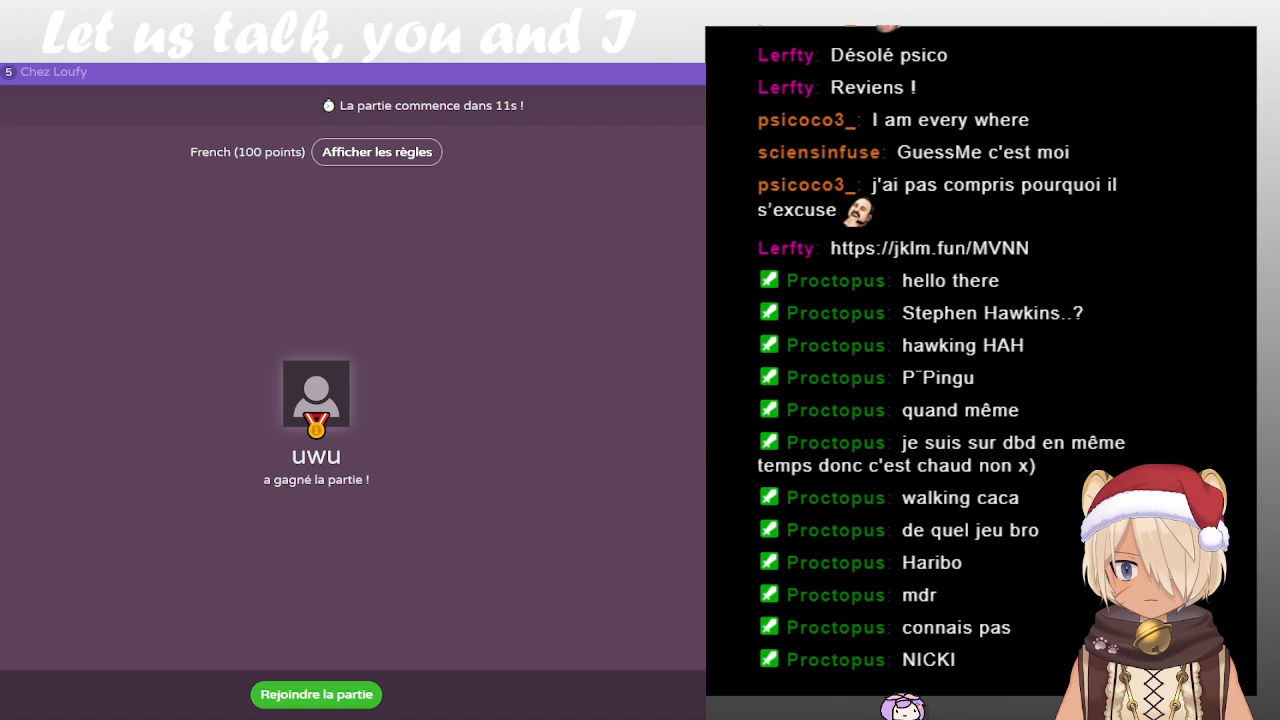 Let us talk, you and I
5 Chez Loufy
La partie commence dans 11s !
French (100 points) Afficher les règles
uwu
a gagné la partie !
Rejoindre la partie
Lerfty: Désolé psico
Lerfty: Reviens !
psicoco3_: I am every where
sciensinfuse: GuessMe c'est moi
psicoco3_: j'ai pas compris pourquoi il
s'excuse
Lerfty: https://jklm.fun/MVNN
Proctopus: hello there
Proctopus: Stephen Hawkins..?
Proctopus: hawking HAH
Proctopus: P¨Pingu
Proctopus: quand même
Proctopus: je suis sur dbd en même
temps donc c'est chaud non x)
Proctopus: walking caca
Proctopus: de quel jeu bro
Proctopus: Haribo
Proctopus: mdr
Proctopus: connais pas
Proctopus: NICKI